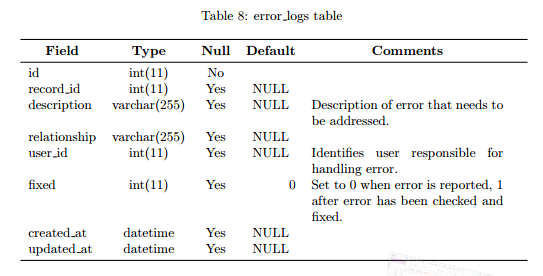 Table 8: error_logs table
Field Type Null Default Comments
id int(11) No
record_id int(11) Yes NULL
description varchar(255) Yes NULL Description of error that needs to
be addressed.
relationship varchar(255) Yes NULL
user_id int(11) Yes NULL Identifies user responsible for
handling error.
fixed int(11) Yes 0 Set to 0 when error is reported, 1
after error has been checked and
fixed.
created_at datetime Yes NULL
updated_at datetime Yes NULL